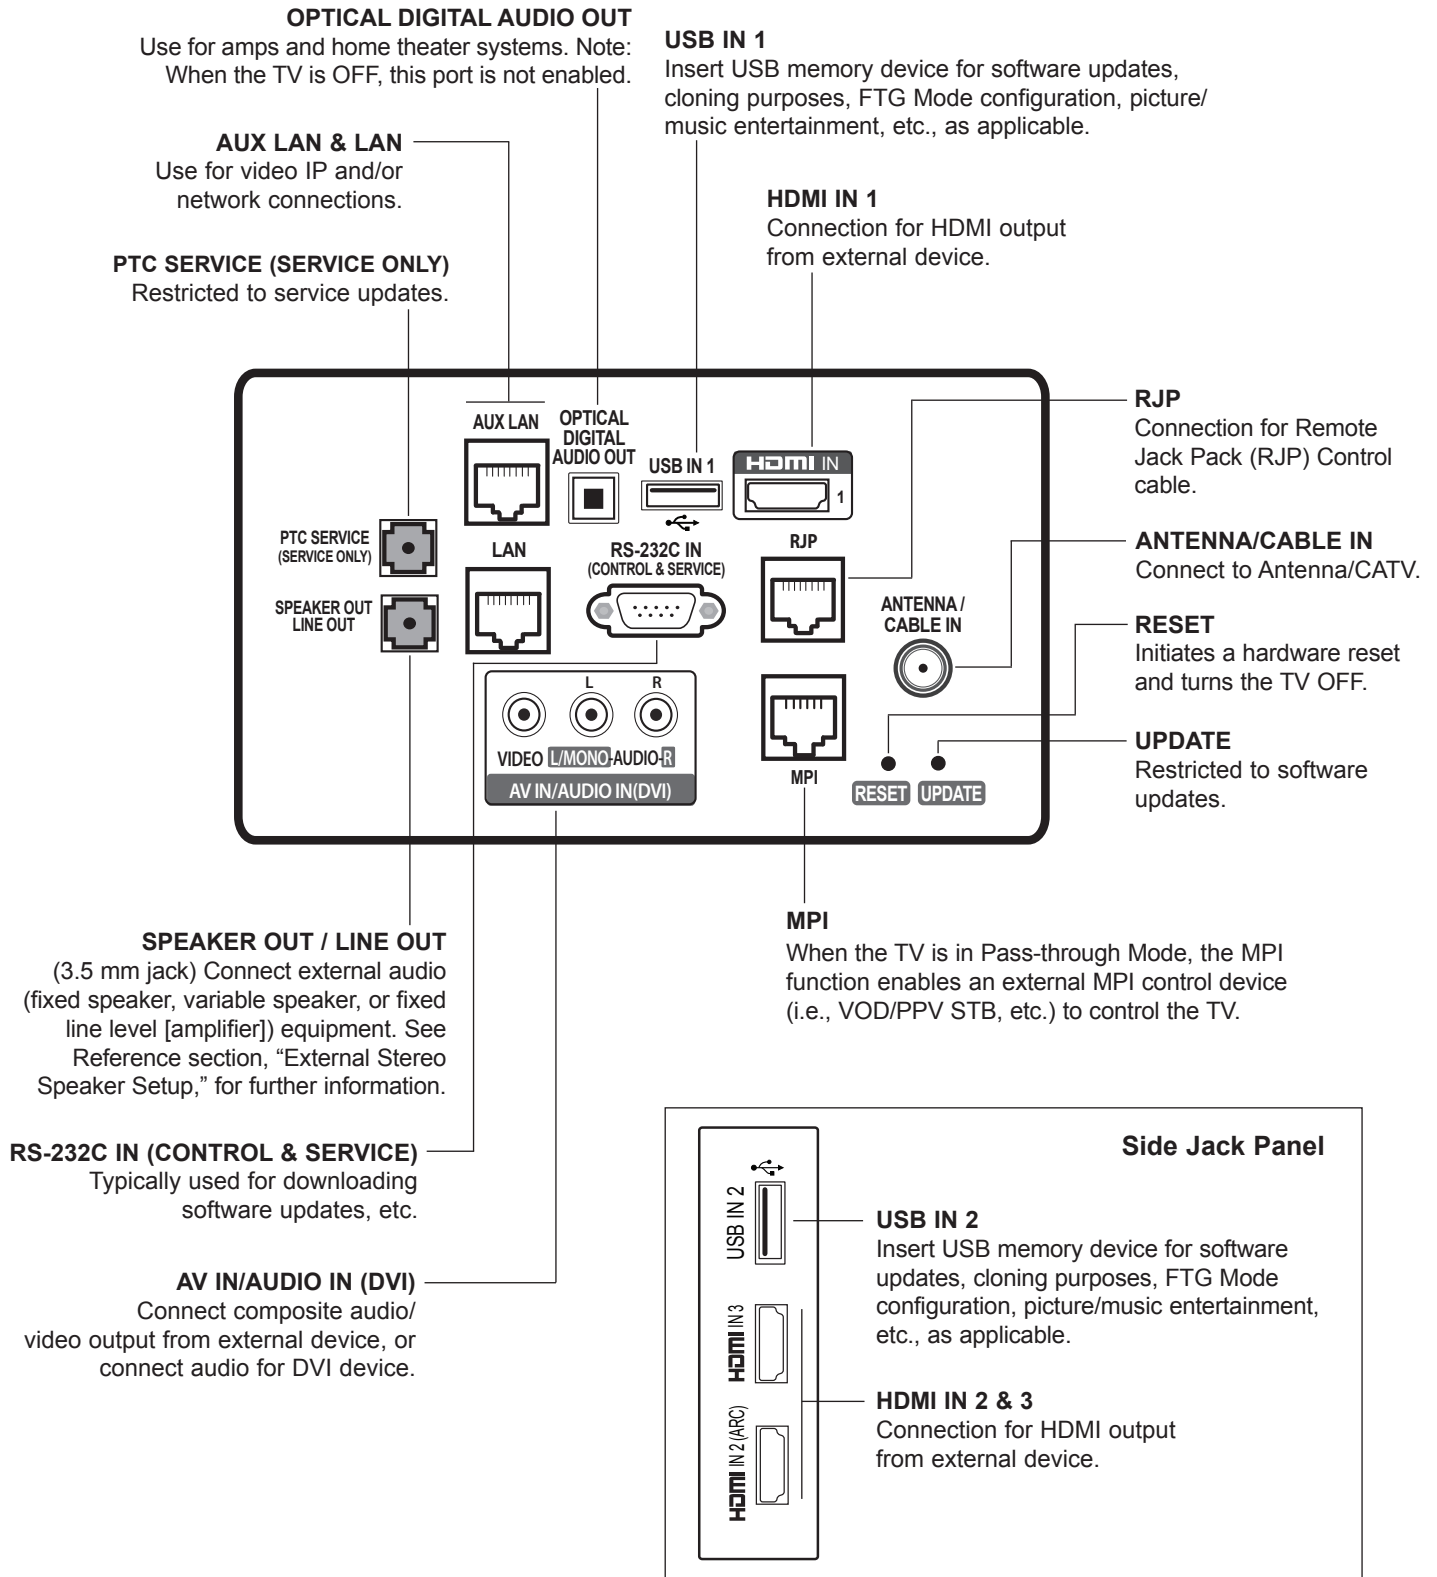 OPTICAL DIGITAL AUDIO OUT
Use for amps and home theater systems. Note:
When the TV is OFF, this port is not enabled.
USB IN 1
Insert USB memory device for software updates,
cloning purposes, FTG Mode configuration, picture/
music entertainment, etc., as applicable.
AUX LAN & LAN
Use for video IP and/or
network connections.
HDMI IN 1
Connection for HDMI output
from external device.
PTC SERVICE (SERVICE ONLY)
Restricted to service updates.
AUX LAN
OPTICAL
DIGITAL
AUDIO OUT
USB IN 1
HDMI IN
1
PTC SERVICE
(SERVICE ONLY)
LAN
RS-232C IN
(CONTROL & SERVICE)
RJP
SPEAKER OUT
LINE OUT
ANTENNA /
CABLE IN
L
R
VIDEO L/MONO-AUDIO-R
AV IN/AUDIO IN(DVI)
MPI
RESET
UPDATE
RJP
Connection for Remote
Jack Pack (RJP) Control
cable.
ANTENNA/CABLE IN
Connect to Antenna/CATV.
RESET
Initiates a hardware reset
and turns the TV OFF.
UPDATE
Restricted to software
updates.
SPEAKER OUT / LINE OUT
(3.5 mm jack) Connect external audio
(fixed speaker, variable speaker, or fixed
line level [amplifier]) equipment. See
Reference section, “External Stereo
Speaker Setup,” for further information.
MPI
When the TV is in Pass-through Mode, the MPI
function enables an external MPI control device
(i.e., VOD/PPV STB, etc.) to control the TV.
RS-232C IN (CONTROL & SERVICE)
Typically used for downloading
software updates, etc.
AV IN/AUDIO IN (DVI)
Connect composite audio/
video output from external device, or
connect audio for DVI device.
Side Jack Panel
USB IN 2
HDMI IN 3
HDMI IN 2 (ARC)
USB IN 2
Insert USB memory device for software
updates, cloning purposes, FTG Mode
configuration, picture/music entertainment,
etc., as applicable.
HDMI IN 2 & 3
Connection for HDMI output
from external device.